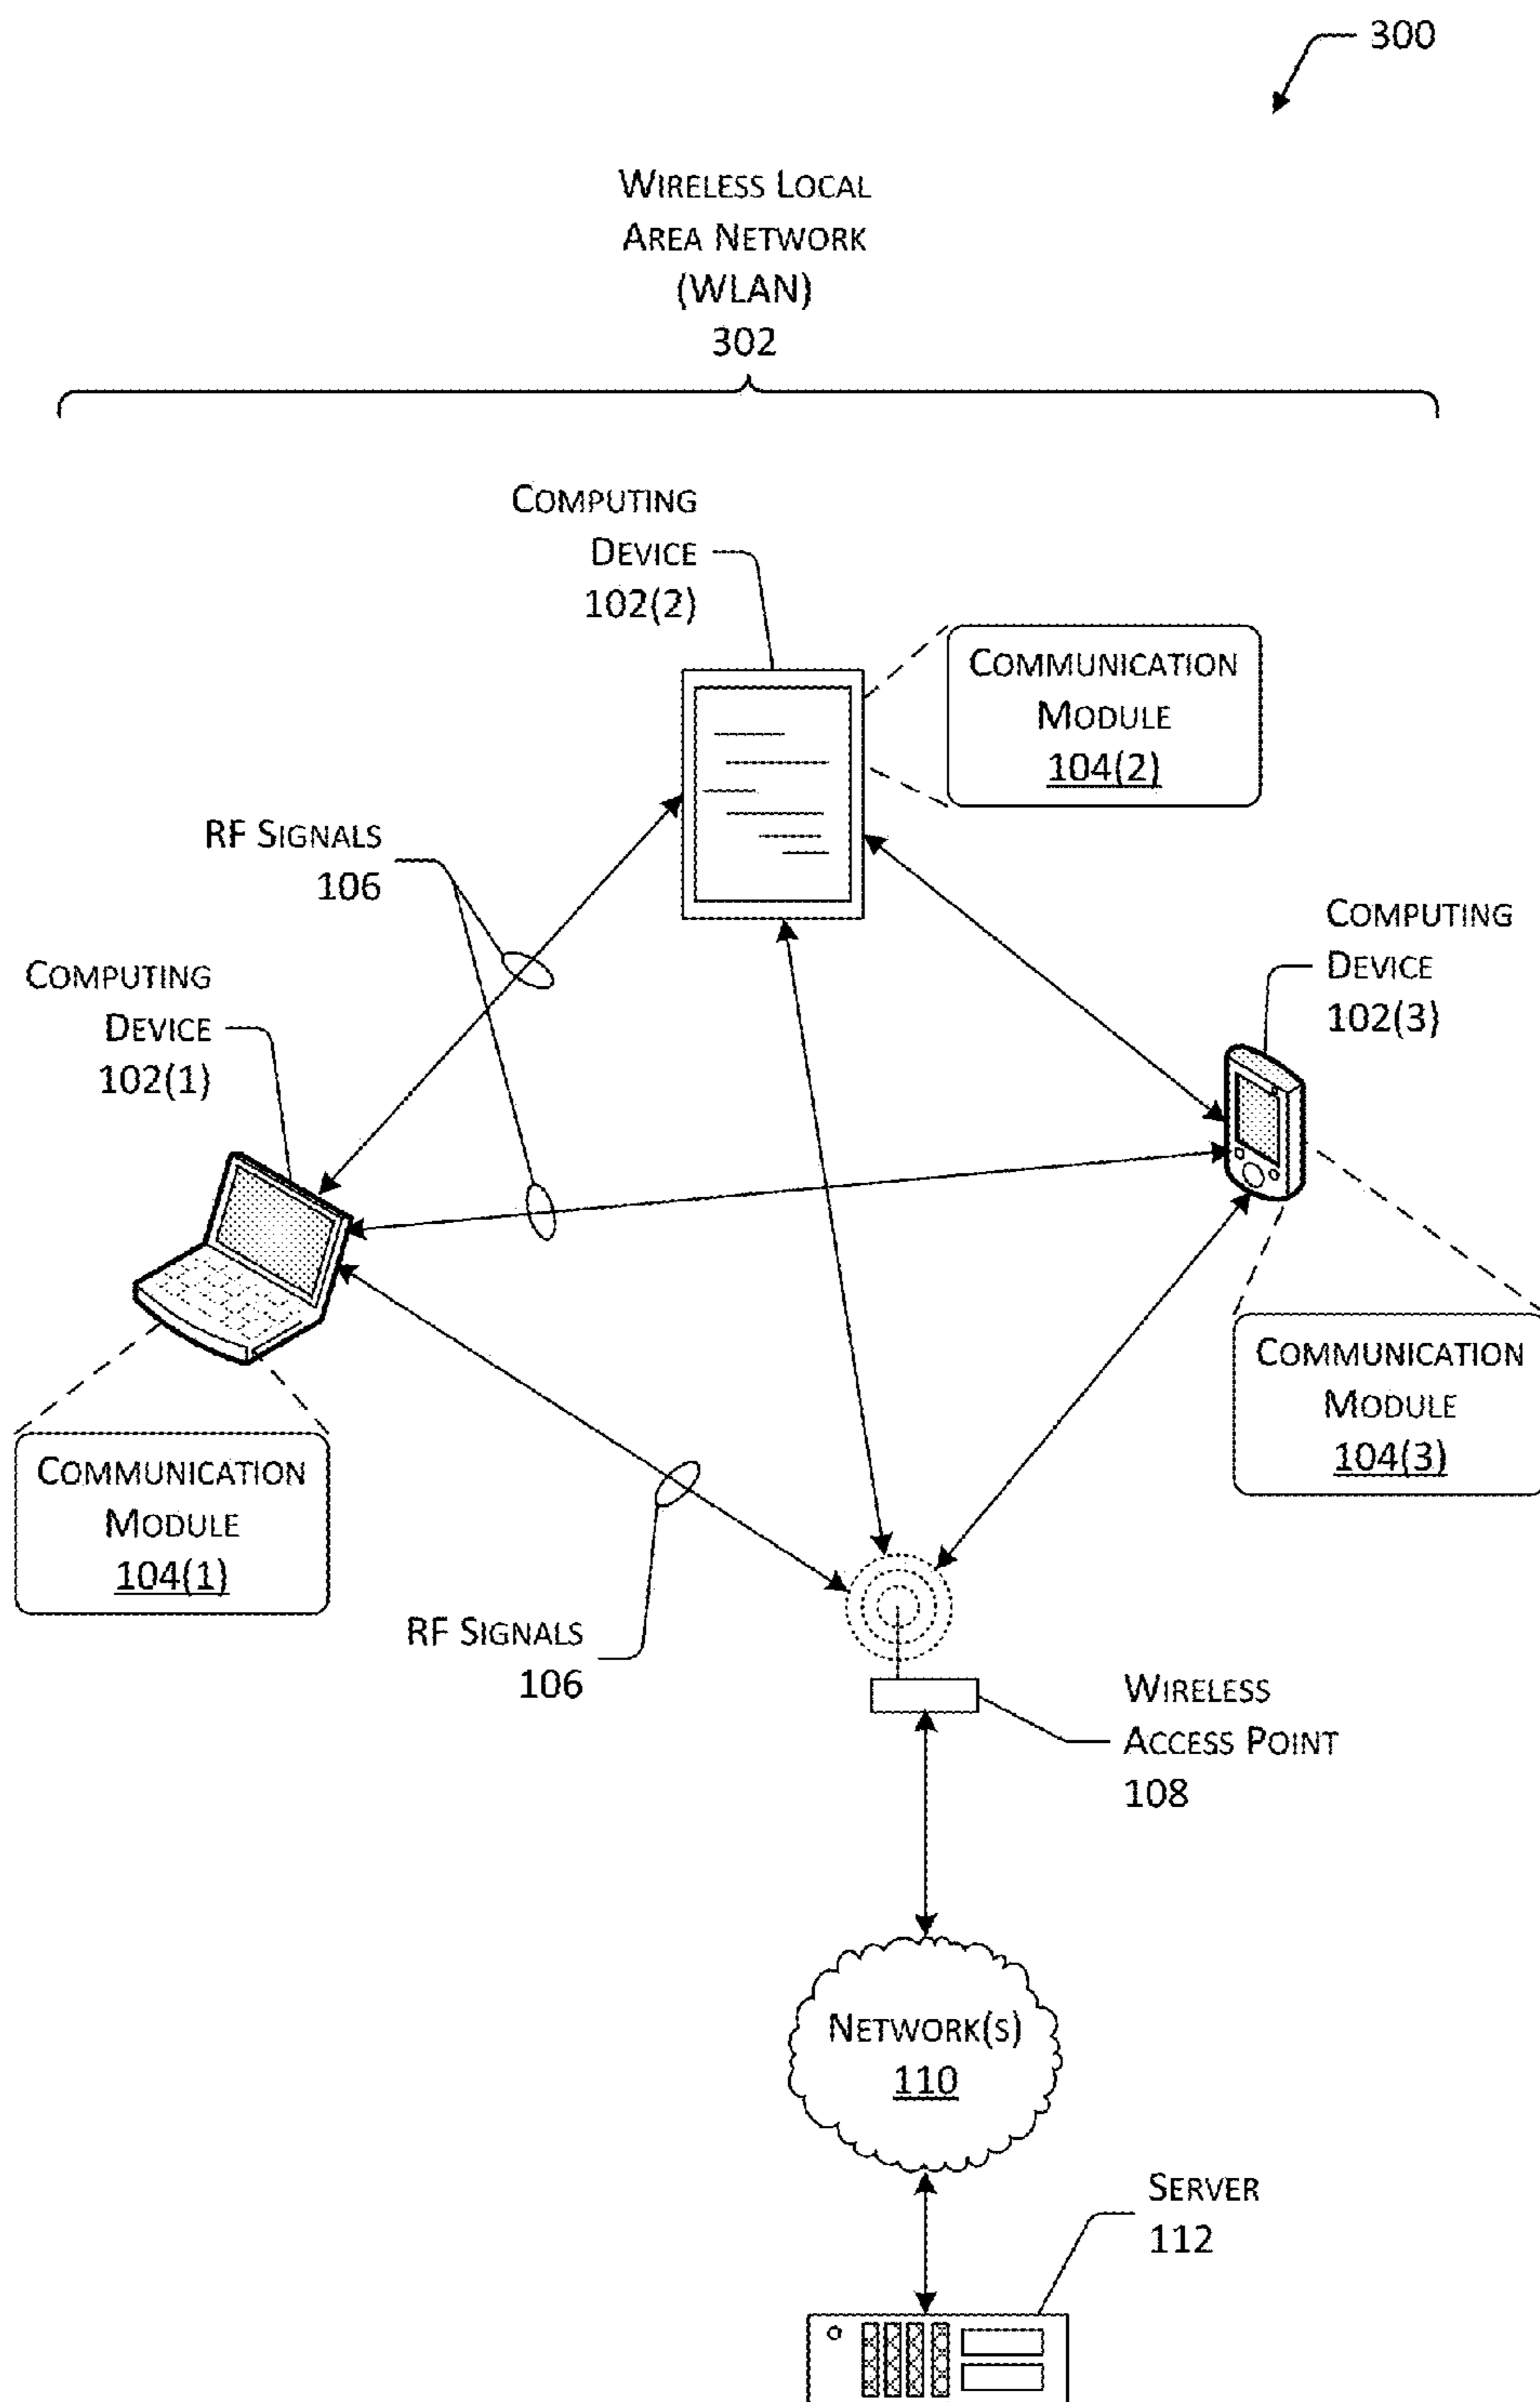 300
WIRELESS LOCAL
AREA NETWORK
(WLAN)
302
COMPUTING
DEVICE
102(2)
COMMUNICATION
MODULE
104(2)
RF SIGNALS
106
COMPUTING
DEVICE
102(3)
COMPUTING
DEVICE
102(1)
COMMUNICATION
MODULE
104(3)
COMMUNICATION
MODULE
104(1)
RF SIGNALS
106
WIRELESS
ACCESS POINT
108
NETWORK(S)
110
SERVER
112